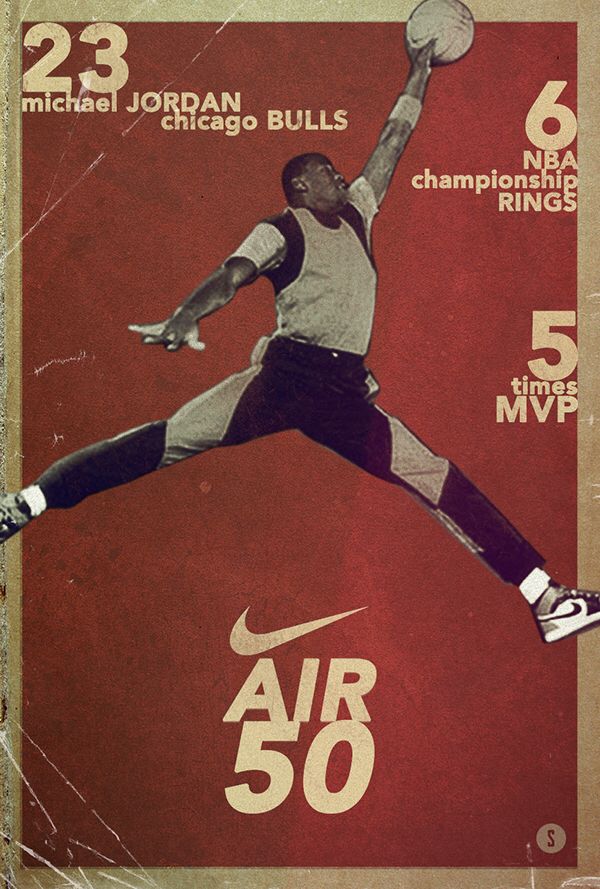 23
michael JORDAN
chicago BULLS
6
NBA
championship
RINGS
5
times
MVP
AIR
50
S